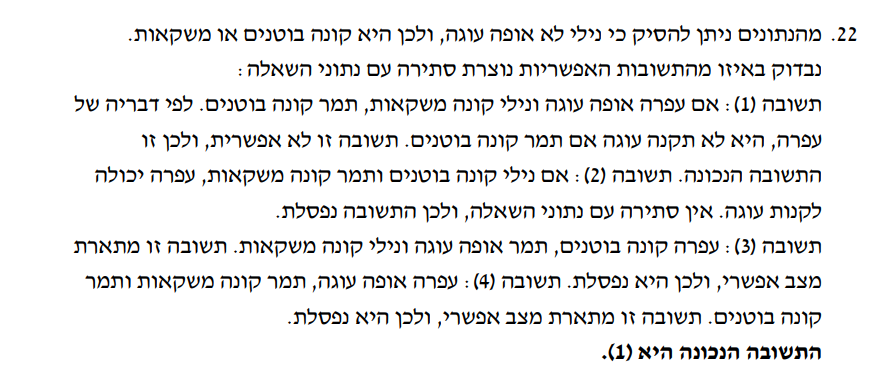 22. מהנתונים ניתן להסיק כי נילי לא אופה עוגה, ולכן היא קונה בוטנים או משקאות.
נבדוק באיזו מהתשובות האפשריות נוצרת סתירה עם נתוני השאלה:
תשובה (1): אם עפרה אופה עוגה ונילי קונה משקאות, תמר קונה בוטנים. לפי דבריה של
עפרה, היא לא תקנה עוגה אם תמר קונה בוטנים. תשובה זו לא אפשרית, ולכן זו
התשובה הנכונה. תשובה (2): אם נילי קונה בוטנים ותמר קונה משקאות, עפרה יכולה
לקנות עוגה. אין סתירה עם נתוני השאלה, ולכן התשובה נפסלת.
תשובה (3): עפרה קונה בוטנים, תמר אופה עוגה ונילי קונה משקאות. תשובה זו מתארת
מצב אפשרי, ולכן היא נפסלת. תשובה (4): עפרה אופה עוגה, תמר קונה משקאות ותמר
קונה בוטנים. תשובה זו מתארת מצב אפשרי, ולכן היא נפסלת.
התשובה הנכונה היא (1).